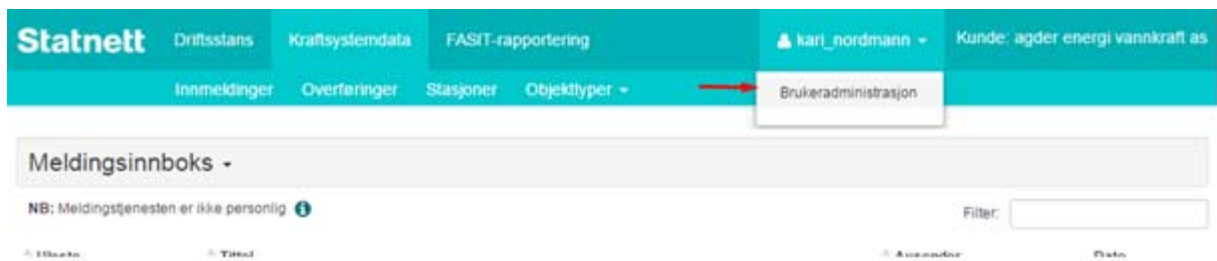 Statnett Driftsstans Kraftsystemdata FASIT-rapportering kari_nordmann Kunde: agder energi vannkraft as
Innmeldinger Overføringer Stasjoner Objekttyper Brukeradministrasjon
Meldingsinnboks
NB: Meldingstjenesten er ikke personlig Filter:
Tittel Avsender Dato